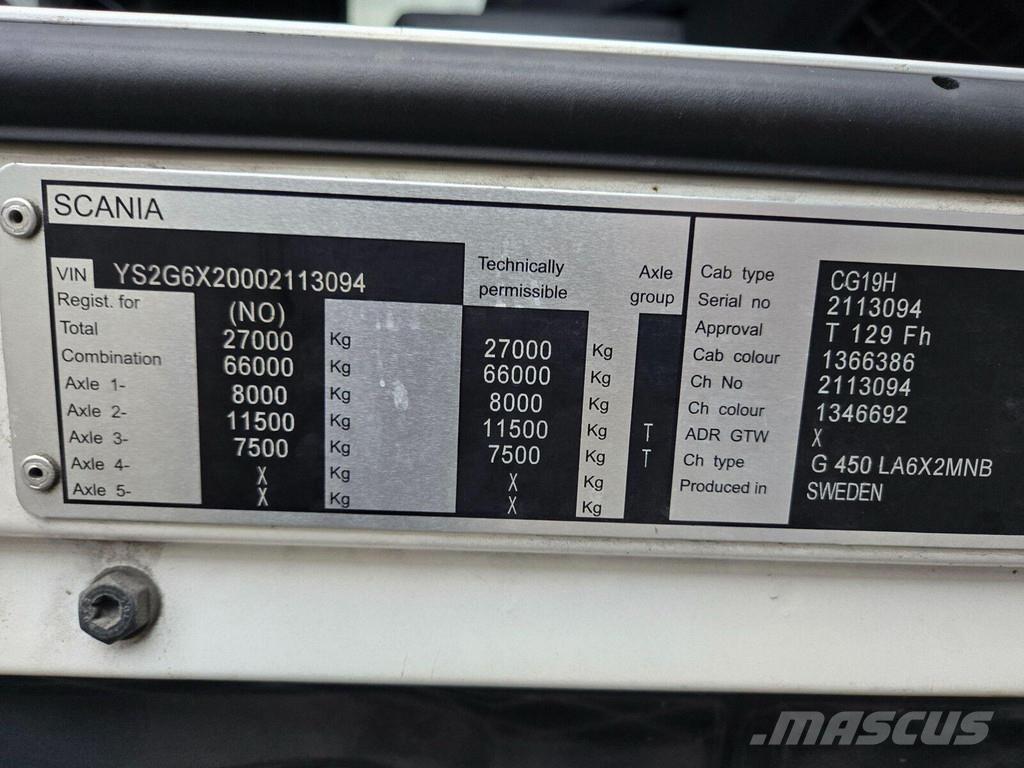 SCANIA
VIN YS2G6X20002113094 Technically permissible Axle group
Regist. for (NO)
Total 27000 Kg 27000 Kg
Combination 66000 Kg 66000 Kg
Axle 1- 8000 Kg 8000 Kg
Axle 2- 11500 Kg 11500 Kg T
Axle 3- 7500 Kg 7500 Kg T
Axle 4- X Kg X Kg
Axle 5- X Kg X Kg
Cab type CG19H
Serial no 2113094
Approval T 129 Fh
Cab colour 1366386
Ch No 2113094
Ch colour 1346692
ADR GTW X
Ch type G 450 LA6X2MNB
Produced in SWEDEN
MASCUS